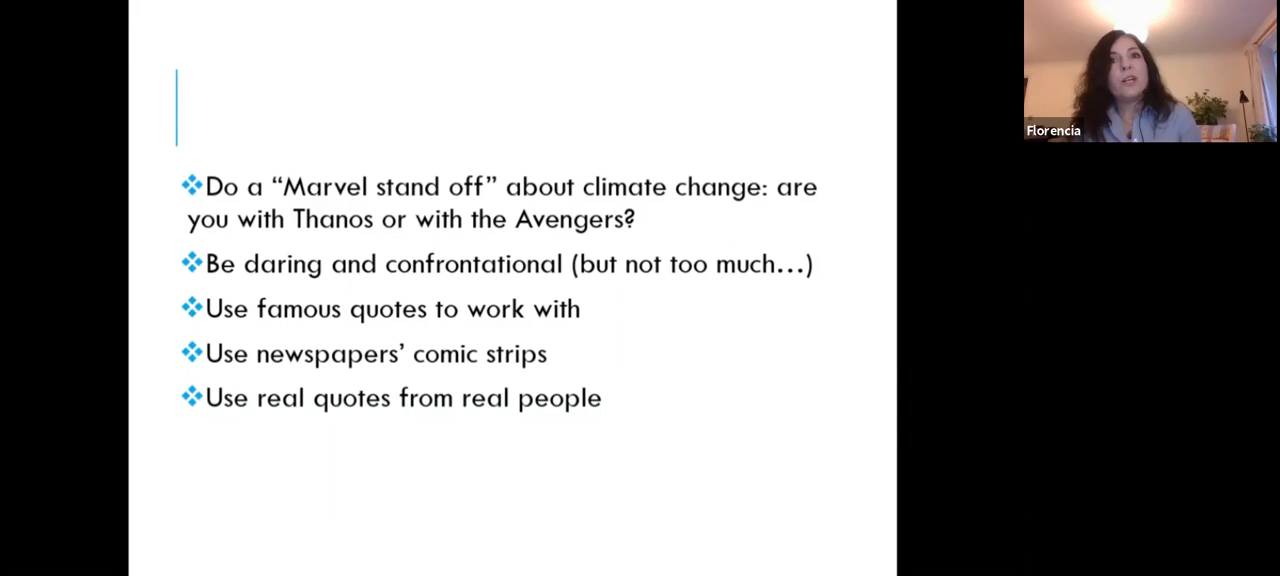 Do a “Marvel stand off” about climate change: are
you with Thanos or with the Avengers?
Be daring and confrontational (but not too much…)
Use famous quotes to work with
Use newspapers’ comic strips
Use real quotes from real people
Florencia